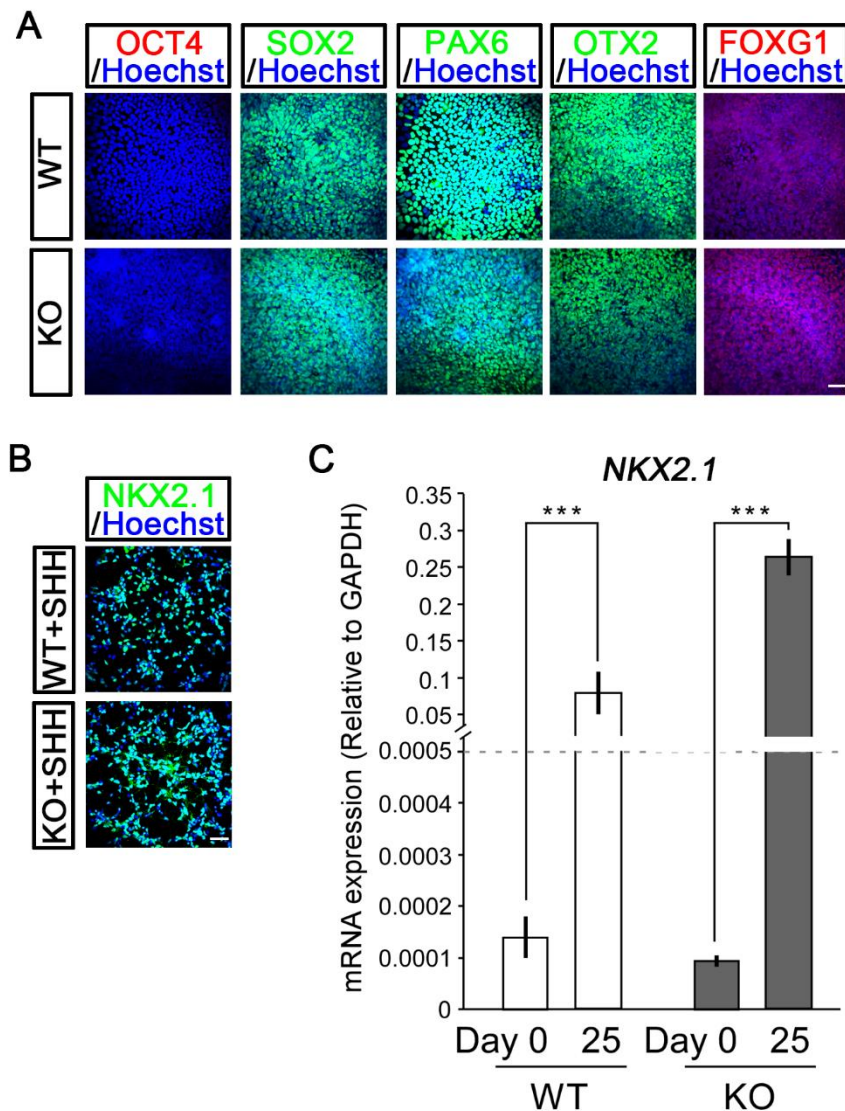 A
OCT4 /Hoechst
SOX2 /Hoechst
PAX6 /Hoechst
OTX2 /Hoechst
FOXG1 /Hoechst
WT
KO
B
NKX2.1
/Hoechst
WT+SHH
KO+SHH
C
NKX2.1
mRNA expression (Relative to GAPDH)
0.35
0.3
0.25
0.2
0.15
0.1
0.05
0.0005
0.0004
0.0003
0.0002
0.0001
0
***
***
Day 0 25 Day 0 25
WT KO